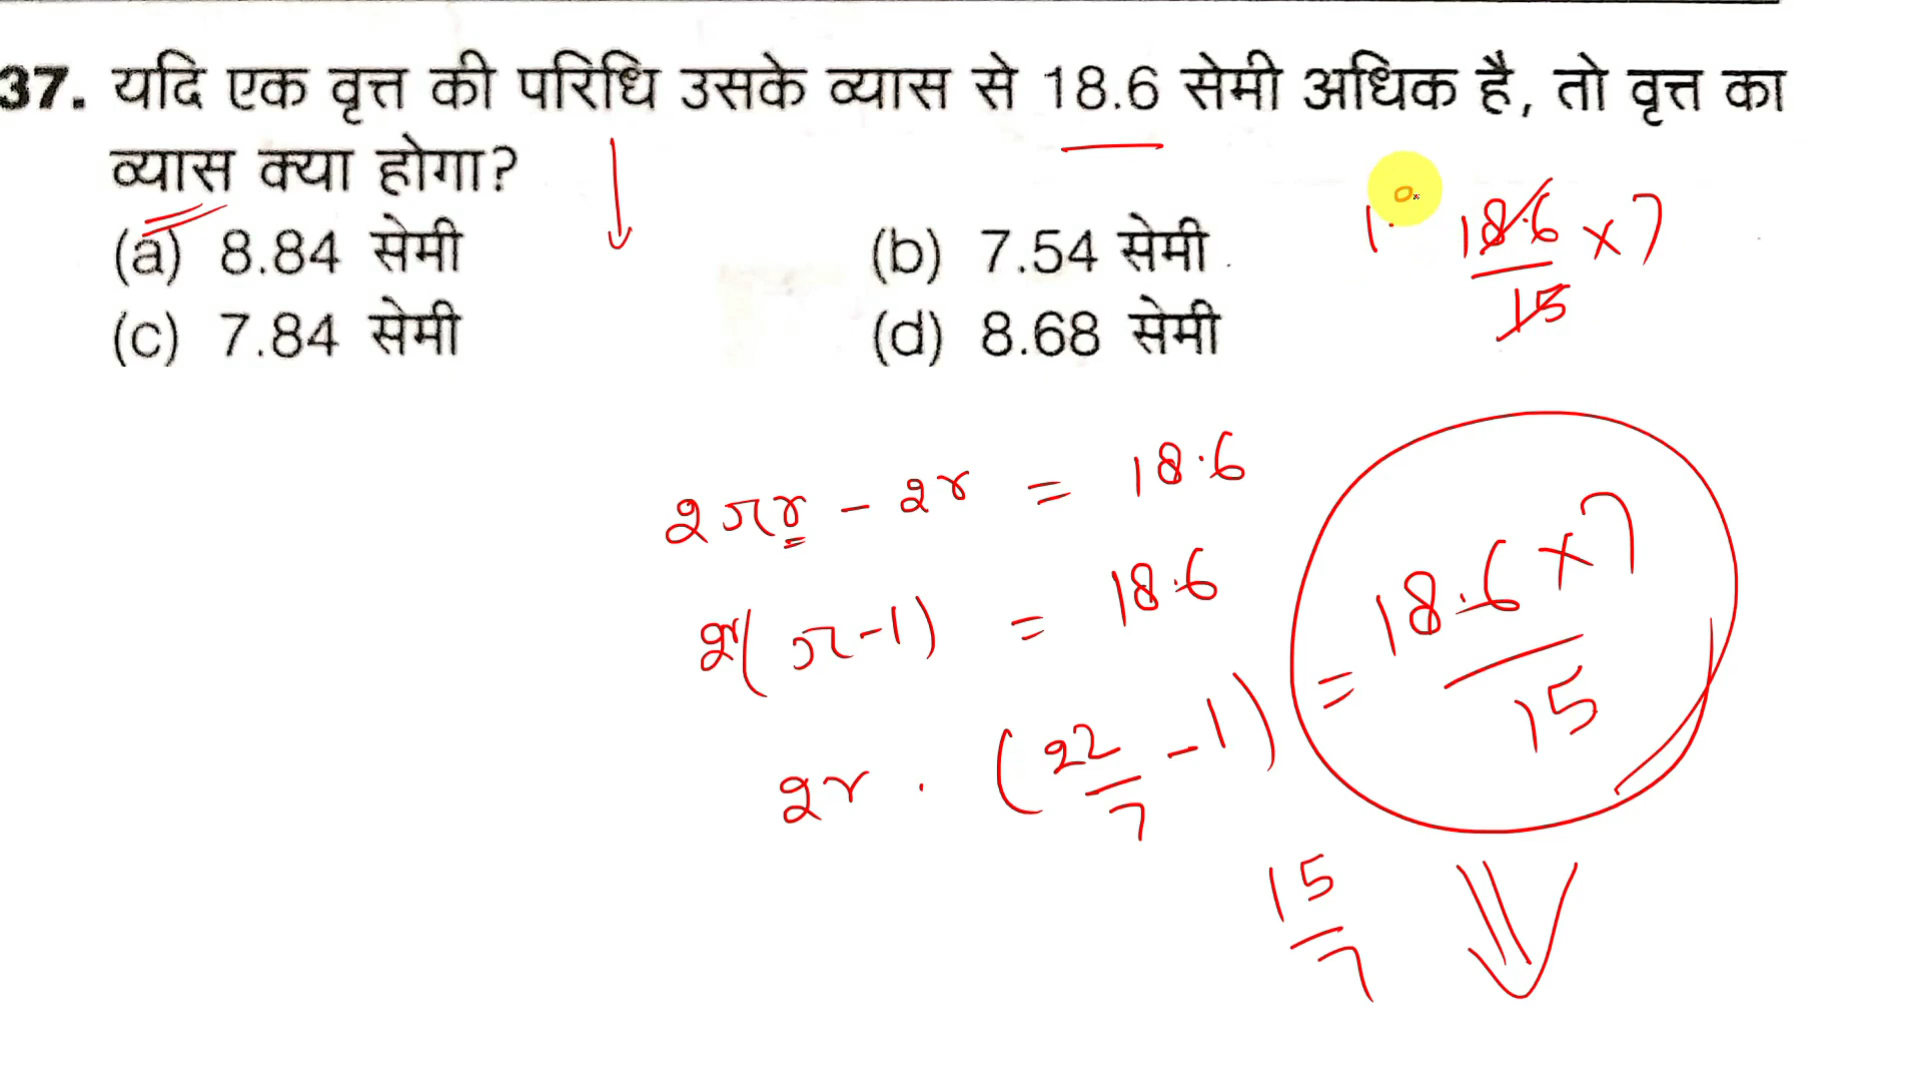 37. यदि एक वृत्त की परिधि उसके व्यास से 18.6 सेमी अधिक है, तो वृत्त का
व्यास क्या होगा?
(a) 8.84 सेमी (b) 7.54 सेमी
(c) 7.84 सेमी (d) 8.68 सेमी
18.6/15 × 7
2πr - 2r = 18.6
2r(π-1) = 18.6
2r . (22/7 - 1) = 18.6×7/15
15/7